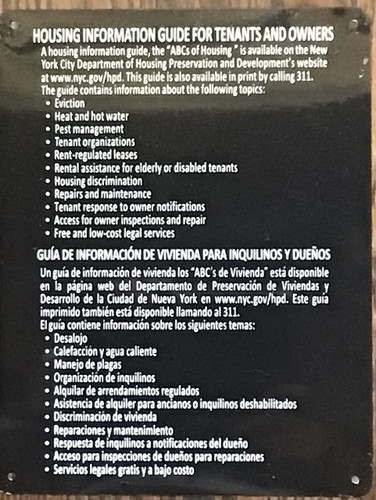 HOUSING INFORMATION GUIDE FOR TENANTS AND OWNERS
A housing information guide, the "ABCs of Housing " is available on the New
York City Department of Housing Preservation and Development's website
at www.nyc.gov/hpd. This guide is also available in print by calling 311.
The guide contains information about the following topics:
• Eviction
• Heat and hot water
• Pest management
• Tenant organizations
• Rent-regulated leases
• Rental assistance for elderly or disabled tenants
• Housing discrimination
• Repairs and maintenance
• Tenant response to owner notifications
• Access for owner inspections and repair
• Free and low-cost legal services
GUÍA DE INFORMACIÓN DE VIVIENDA PARA INQUILINOS Y DUEÑOS
Un guía de información de vivienda los "ABC's de Vivienda" está disponible
en la página web del Departamento de Preservación de Viviendas y
Desarrollo de la Ciudad de Nueva York en www.nyc.gov/hpd. Este guía
imprimido también está disponible llamando al 311.
El guía contiene información sobre los siguientes temas:
• Desalojo
• Calefacción y agua caliente
• Manejo de plagas
• Organización de inquilinos
• Alquilar de arrendamientos regulados
• Asistencia de alquiler para ancianos o inquilinos deshabilitados
• Discriminación de vivienda
• Reparaciones y mantenimiento
• Respuesta de inquilinos a notificaciones del dueño
• Acceso para inspecciones de dueños para reparaciones
• Servicios legales gratis y a bajo costo